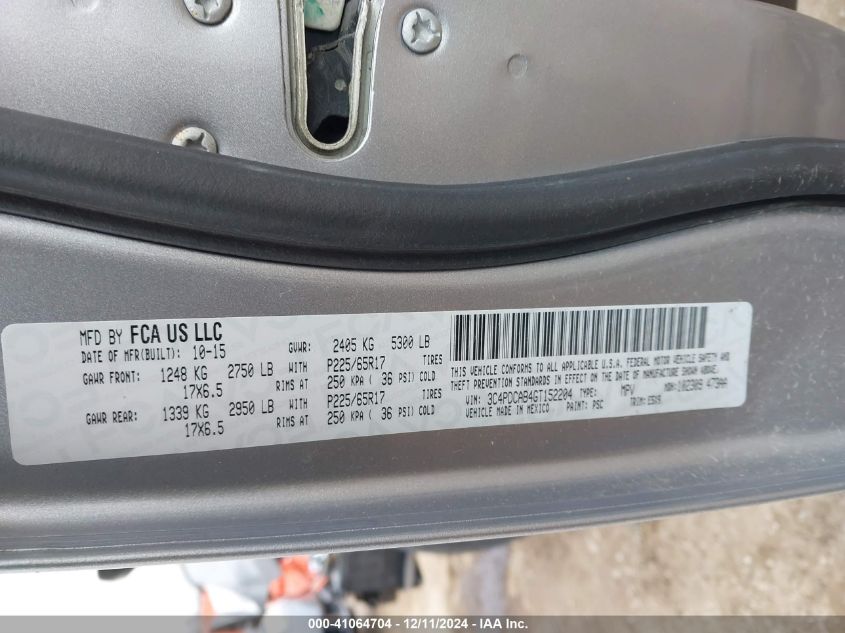 MFD BY FCA US LLC
DATE OF MFR(BUILT): 10-15 GVWR: 2405 KG 5300 LB
GAWR FRONT: 1248 KG 2750 LB WITH P225/65R17 TIRES
17X6.5 RIMS AT 250 KPA ( 36 PSI) COLD
GAWR REAR: 1339 KG 2950 LB WITH P225/65R17 TIRES
17X6.5 RIMS AT 250 KPA ( 36 PSI) COLD
THIS VEHICLE CONFORMS TO ALL APPLICABLE U.S.A. FEDERAL MOTOR VEHICLE SAFETY AND
THEFT PREVENTION STANDARDS IN EFFECT ON THE DATE OF MANUFACTURE SHOWN ABOVE.
VIN: 3C4PDCAB4GT152204 TYPE: MPV MDH: 102309 479AA
VEHICLE MADE IN MEXICO PAINT: PSC TRIM:
000-41064704 - 12/11/2024 - IAA Inc.